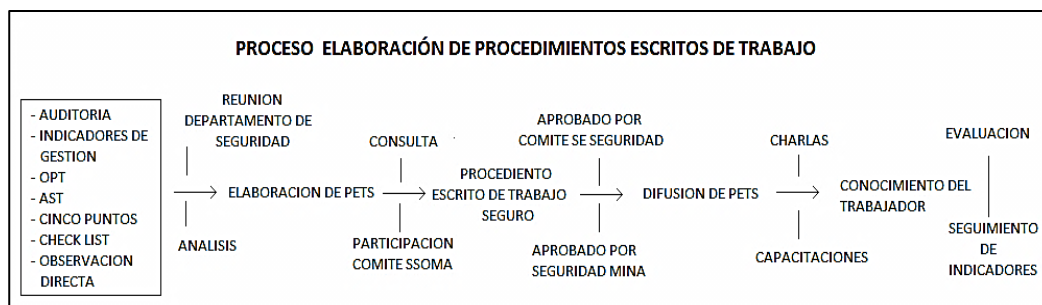 PROCESO ELABORACIÓN DE PROCEDIMIENTOS ESCRITOS DE TRABAJO
- AUDITORIA
- INDICADORES DE
GESTION
- OPT
- AST
- CINCO PUNTOS
- CHECK LIST
- OBSERVACION
DIRECTA
REUNION
DEPARTAMENTO DE
SEGURIDAD
ANALISIS
ELABORACION DE PETS
CONSULTA
PARTICIPACION
COMITE SSOMA
PROCEDIENTO
ESCRITO DE TRABAJO
SEGURO
APROBADO POR
COMITE SE SEGURIDAD
APROBADO POR
SEGURIDAD MINA
DIFUSION DE PETS
CHARLAS
CAPACITACIONES
CONOCIMIENTO DEL
TRABAJADOR
EVALUACION
SEGUIMIENTO
DE
INDICADORES